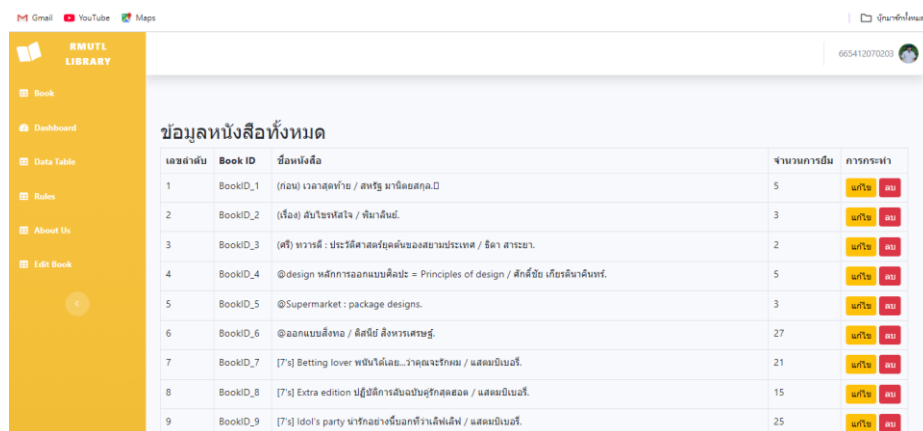 Gmail YouTube Maps
บุ๊กมาร์กทั้งหมด
RMUTL
LIBRARY
665412070203
Book
Dashboard
Data Table
Rules
About Us
Edit Book
ข้อมูลหนังสือทั้งหมด
เลขลำดับ Book ID ชื่อหนังสือ จำนวนการยืม การกระทำ
1 BookID_1 (ก่อน) เวลาสุดท้าย / สหรัฐ มานิตยสกุล. 5 แก้ไข ลบ
2 BookID_2 (เรื่อง) ลับไขรหัสใจ / พิมาลินย์. 3 แก้ไข ลบ
3 BookID_3 (ศรี) ทวารวดี : ประวัติศาสตร์ยุคต้นของสยามประเทศ / ธิดา สาระยา. 2 แก้ไข ลบ
4 BookID_4 @design หลักการออกแบบศิลปะ = Principles of design / ศักดิ์ชัย เกียรตินาคินทร์. 5 แก้ไข ลบ
5 BookID_5 @Supermarket : package designs. 3 แก้ไข ลบ
6 BookID_6 @ออกแบบสิ่งทอ / ดิสนีย์ สิงหวรเศรษฐ์. 27 แก้ไข ลบ
7 BookID_7 [7's] Betting lover พนันได้เลย...ว่าคุณจะรักผม / แสตมป์เบอรี่. 21 แก้ไข ลบ
8 BookID_8 [7's] Extra edition ปฏิบัติการลับฉบับคู่รักสุดฮอต / แสตมป์เบอรี่. 15 แก้ไข ลบ
9 BookID_9 [7's] Idol's party น่ารักอย่างนี้บอกทีว่าเลิฟเลิฟ / แสตมป์เบอรี่. 25 แก้ไข ลบ